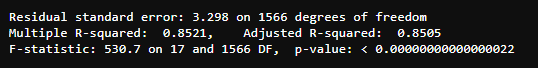 Residual standard error: 3.298 on 1566 degrees of freedom
Multiple R-squared:  0.8521,    Adjusted R-squared:  0.8505
F-statistic: 530.7 on 17 and 1566 DF,  p-value: < 0.00000000000000022